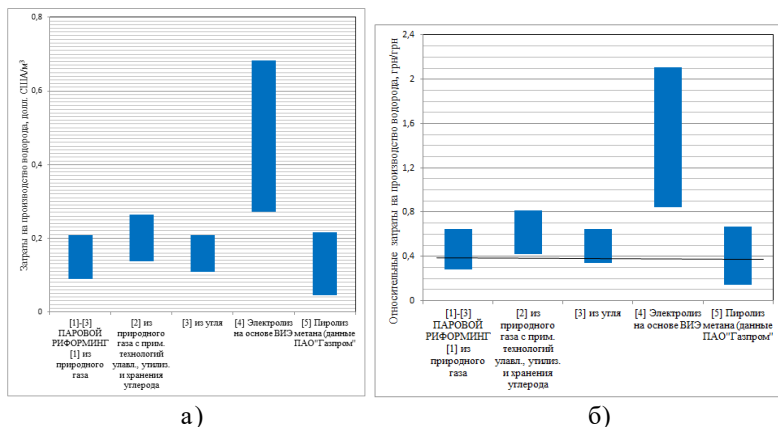 Затраты на производство водорода, долл. США/м³
0,8
0,6
0,4
0,2
0
[1]-[3]
ПАРОВОЙ
РИФОРМИНГ
[1] из
природного
газа
[2] из
природного
газа с прим.
технологий
улавл., утилиз.
и хранения
углерода
[3] из угля
[4] Электролиз
на основе ВИЭ
[5] Пиролиз
метана (данные
ПАО"Газпром"
а)
Относительные затраты на производство водорода, грн/грн
2,4
2
1,6
1,2
0,8
0,4
0
[1]-[3]
ПАРОВОЙ
РИФОРМИНГ
[1] из
природного
газа
[2] из
природного
газа с прим.
технологий
улавл., утилиз.
и хранения
углерода
[3] из угля
[4] Электролиз
на основе ВИЭ
[5] Пиролиз
метана (данные
ПАО"Газпром"
б)